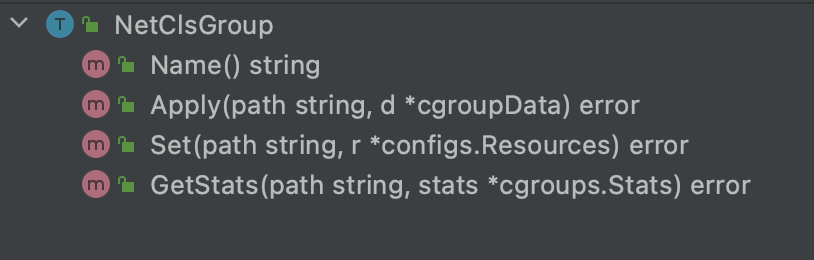 T NetClsGroup
m Name() string
m Apply(path string, d *cgroupData) error
m Set(path string, r *configs.Resources) error
m GetStats(path string, stats *cgroups.Stats) error